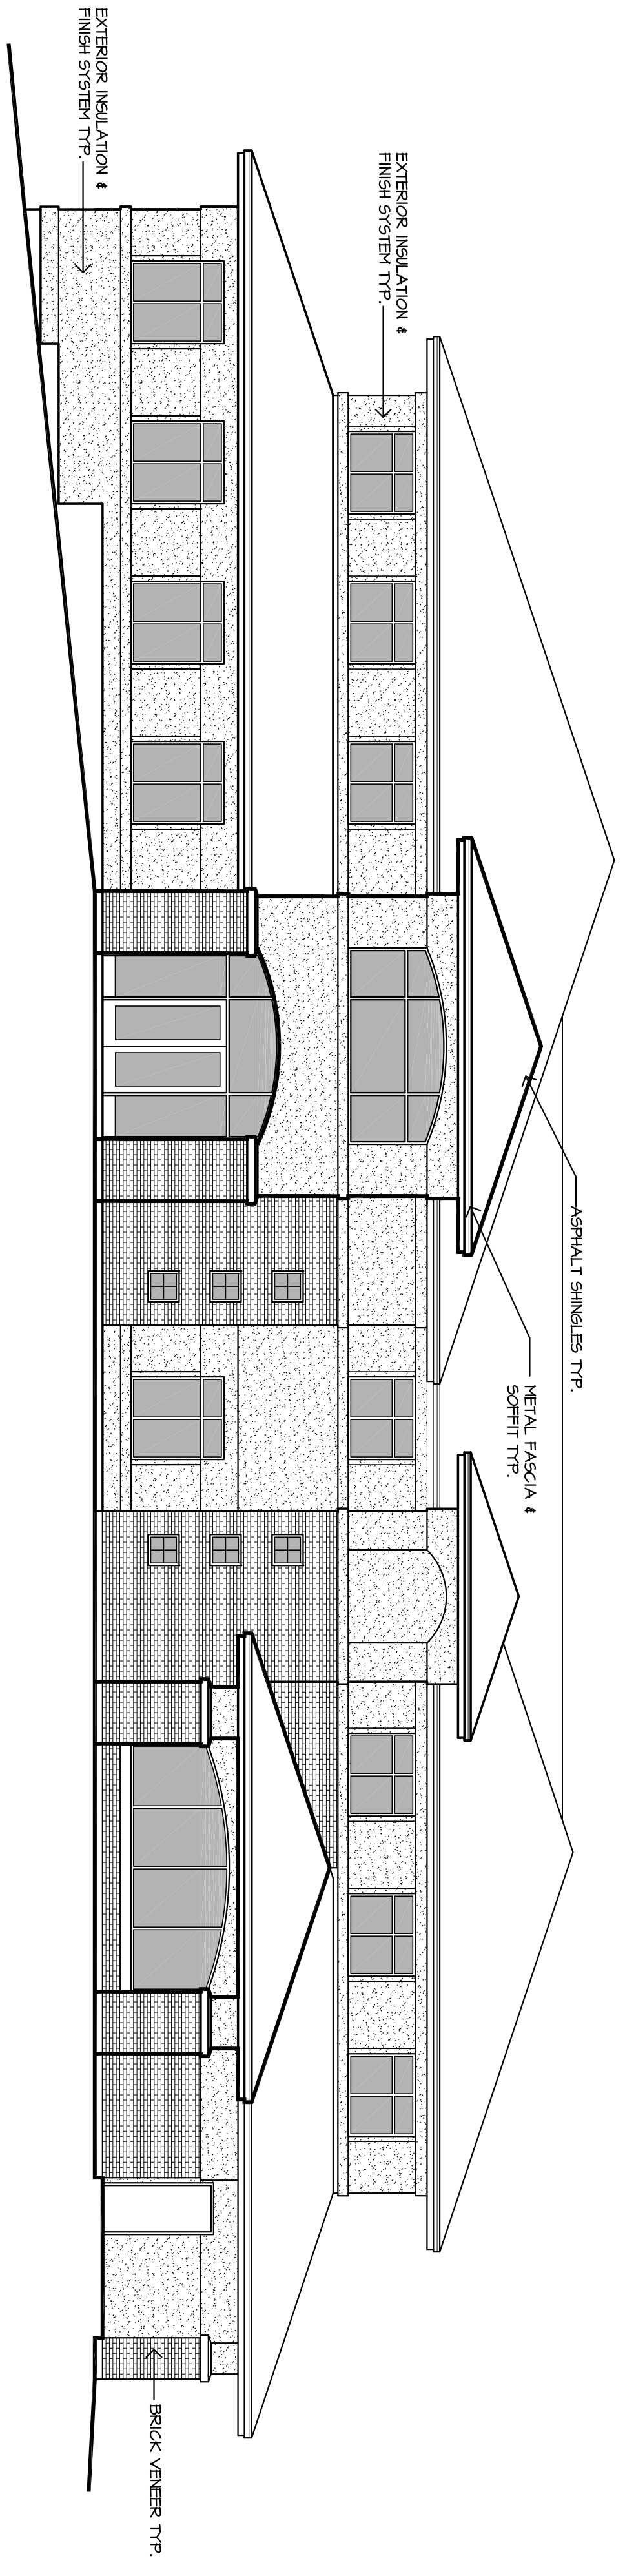 ASPHALT SHINGLES TYP.
EXTERIOR INSULATION &
FINISH SYSTEM TYP.
METAL FASCIA &
SOFFIT TYP.
EXTERIOR INSULATION &
FINISH SYSTEM TYP.
BRICK VENEER TYP.